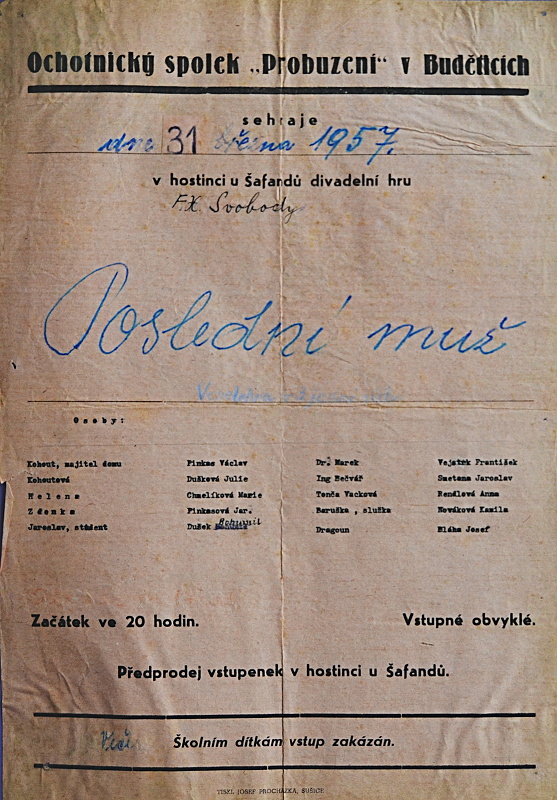 Ochotnický spolek „Probuzení“ v Buděticích
sehraje
dne 31 března 1957.
v hostinci u Šafandů divadelní hru
F.X. Svobody
Poslední muž
Osoby:
Kohout, majitel domu Pinkas Václav Dr. Marek Vojtěk František
Kohoutová Dušková Julie Ing Bečvář Smetana Jaroslav
Helena Chmelíková Marie Tonča Vacková Rendlová Anna
Zdenka Pinkasová Jar. Baruška , služka Nováková Kamila
Jaroslav, student Dušek Bohumil Dragoun Bláha Josef
Začátek ve 20 hodin. Vstupné obvyklé.
Předprodej vstupenek v hostinci u Šafandů.
Školním dítkám vstup zakázán.
TISKL JOSEF PROCHÁZKA, SUŠICE